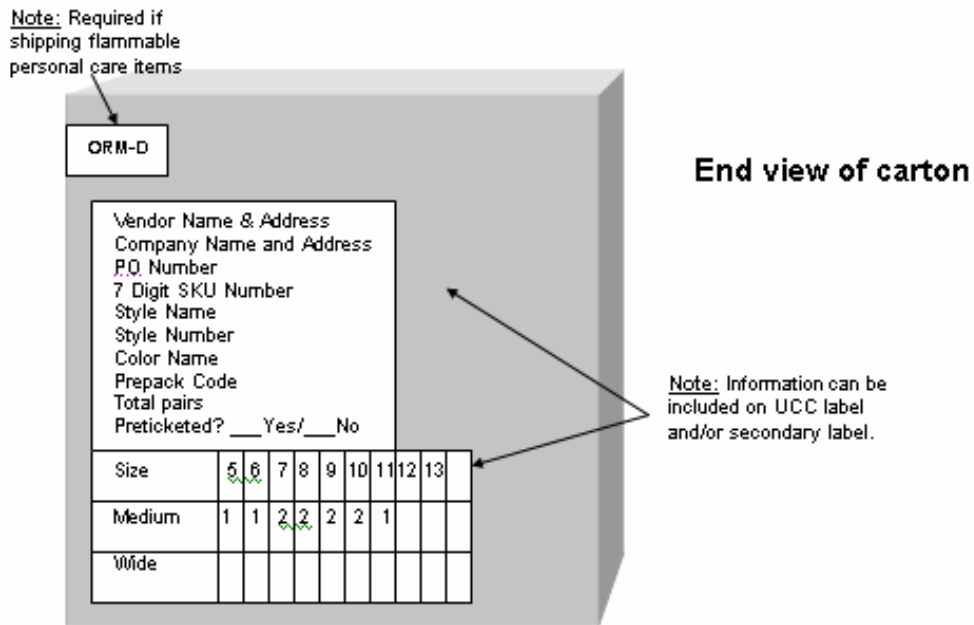 Note: Required if
shipping flammable
personal care items
ORM-D
End view of carton
Vendor Name & Address
Company Name and Address
PO Number
7 Digit SKU Number
Style Name
Style Number
Color Name
Prepack Code
Total pairs
Preticketed? ___Yes/___No
Note: Information can be
included on UCC label
and/or secondary label.
Size 5 6 7 8 9 10 11 12 13
Medium 1 1 2 2 2 2 1
Wide